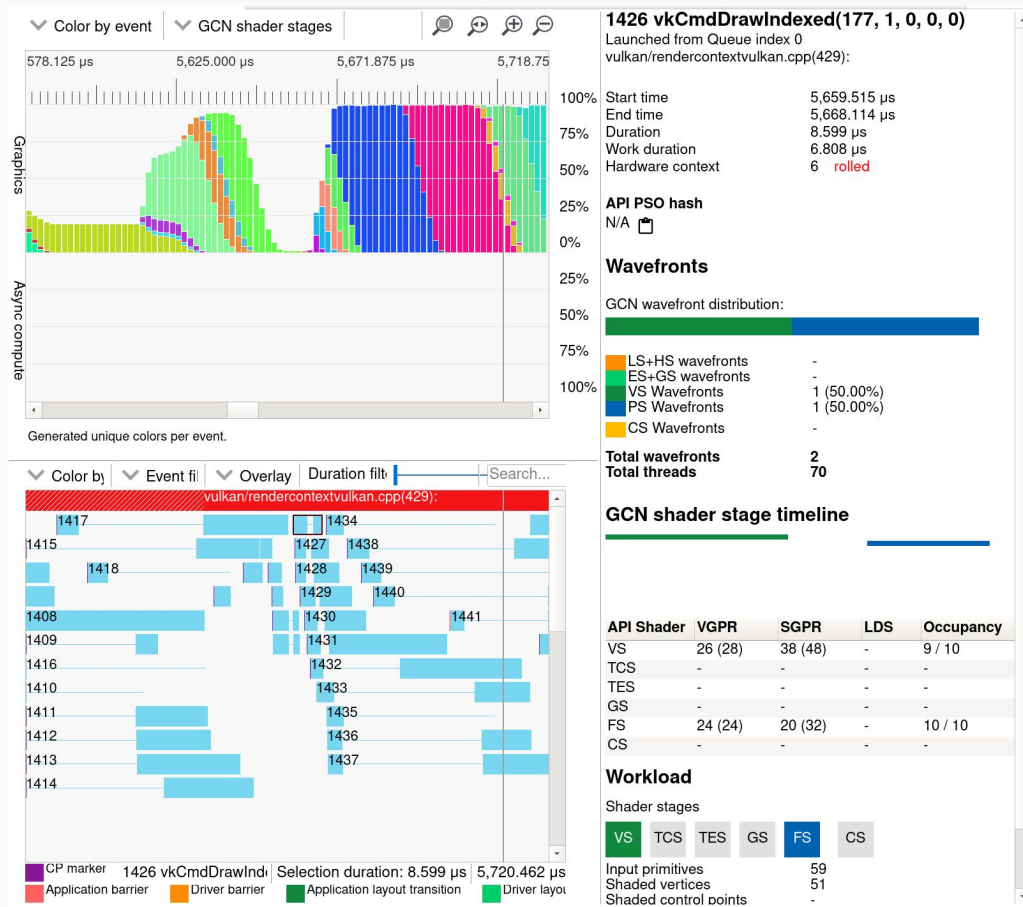 Color by event
GCN shader stages
578.125 µs
5,625.000 µs
5,671.875 µs
5,718.75
100%
75%
50%
25%
0%
25%
50%
75%
100%
Graphics
Async compute
Generated unique colors per event.
Color by
Event fil
Overlay
Duration filte
Search...
vulkan/rendercontextvulkan.cpp(429):
1417
1434
1415
1427
1438
1418
1428
1439
1429
1440
1408
1430
1441
1409
1431
1416
1432
1410
1433
1411
1435
1412
1436
1413
1437
1414
CP marker
1426 vkCmdDrawInd
Selection duration: 8.599 µs
5,720.462 µs
Application barrier
Driver barrier
Application layout transition
Driver layou
1426 vkCmdDrawIndexed(177, 1, 0, 0, 0)
Launched from Queue index 0
vulkan/rendercontextvulkan.cpp(429):
Start time 5,659.515 µs
End time 5,668.114 µs
Duration 8.599 µs
Work duration 6.808 µs
Hardware context 6 rolled
API PSO hash
N/A
Wavefronts
GCN wavefront distribution:
LS+HS wavefronts -
ES+GS wavefronts -
VS Wavefronts 1 (50.00%)
PS Wavefronts 1 (50.00%)
CS Wavefronts -
Total wavefronts 2
Total threads 70
GCN shader stage timeline
API Shader VGPR SGPR LDS Occupancy
VS 26 (28) 38 (48) - 9 / 10
TCS - - - -
TES - - - -
GS - - - -
FS 24 (24) 20 (32) - 10 / 10
CS - - - -
Workload
Shader stages
VS TCS TES GS FS CS
Input primitives 59
Shaded vertices 51
Shaded control points -